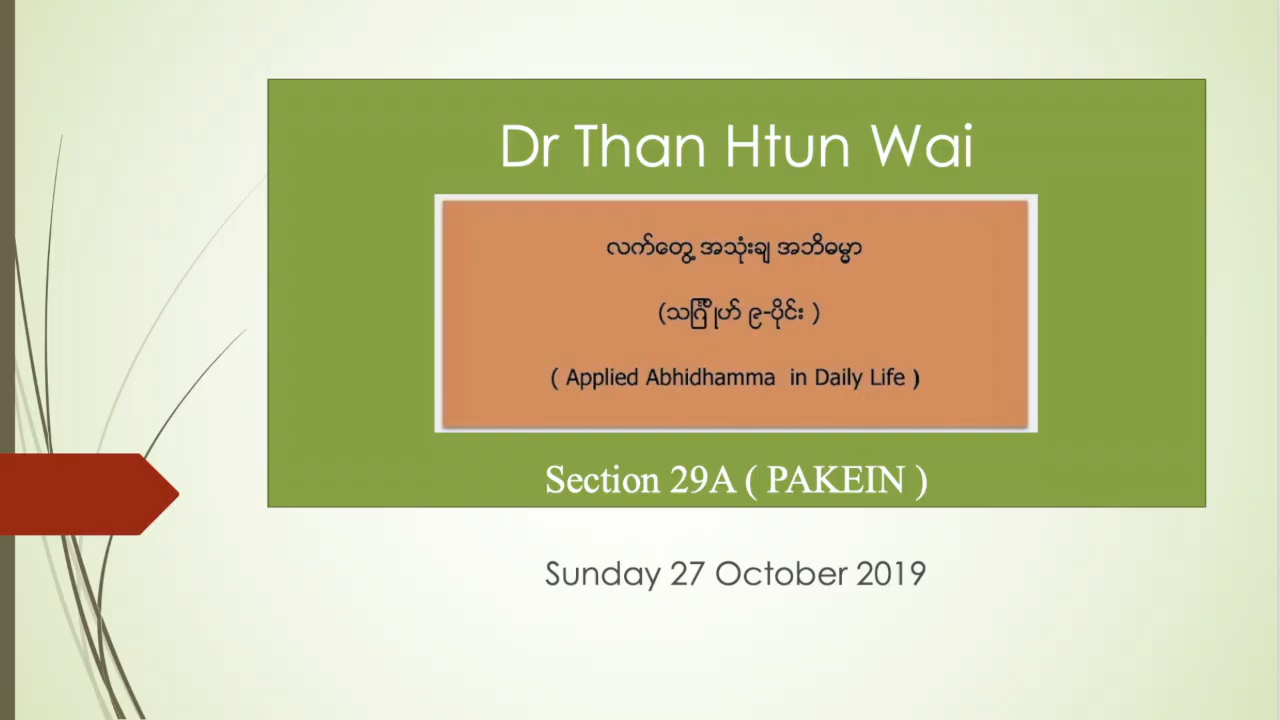 Dr Than Htun Wai
လက်တွေ့ အသုံးချ အဘိဓမ္မာ
(သင်္ဂြိုဟ် ၉-ပိုင်း )
( Applied Abhidhamma in Daily Life )
Section 29A ( PAKEIN )
Sunday 27 October 2019